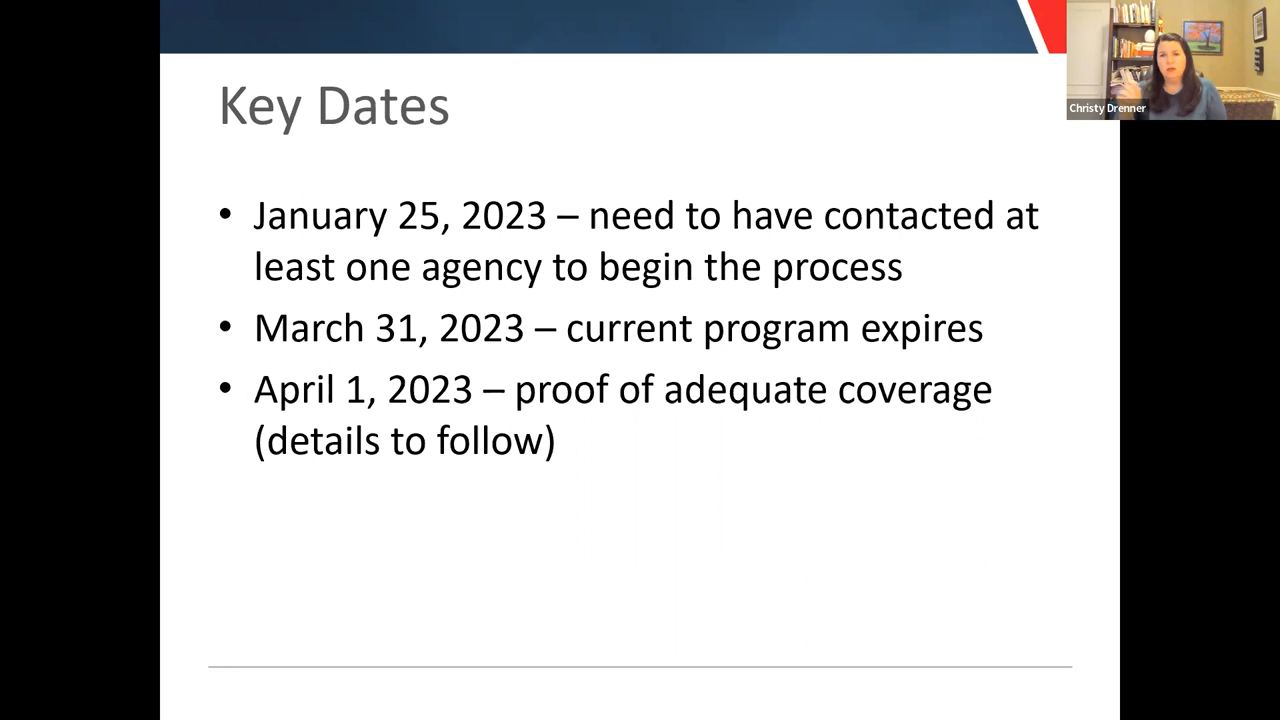 Key Dates
Christy Drenner
• January 25, 2023 – need to have contacted at
least one agency to begin the process
• March 31, 2023 – current program expires
• April 1, 2023 – proof of adequate coverage
(details to follow)